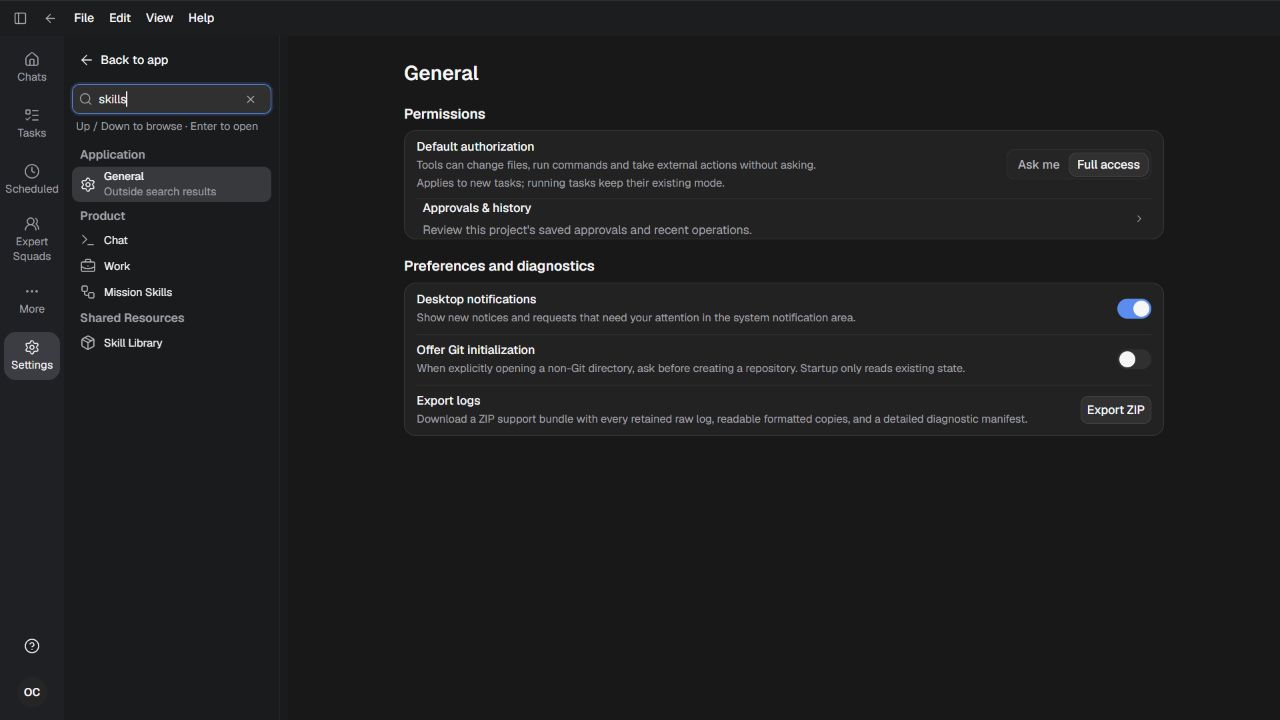 File Edit View Help
Chats
Tasks
Scheduled
Expert
Squads
More
Settings
OC
Back to app
skills
Up / Down to browse · Enter to open
Application
General
Outside search results
Product
Chat
Work
Mission Skills
Shared Resources
Skill Library
General
Permissions
Default authorization
Tools can change files, run commands and take external actions without asking.
Applies to new tasks; running tasks keep their existing mode.
Ask me Full access
Approvals & history
Review this project's saved approvals and recent operations.
Preferences and diagnostics
Desktop notifications
Show new notices and requests that need your attention in the system notification area.
Offer Git initialization
When explicitly opening a non-Git directory, ask before creating a repository. Startup only reads existing state.
Export logs
Download a ZIP support bundle with every retained raw log, readable formatted copies, and a detailed diagnostic manifest.
Export ZIP